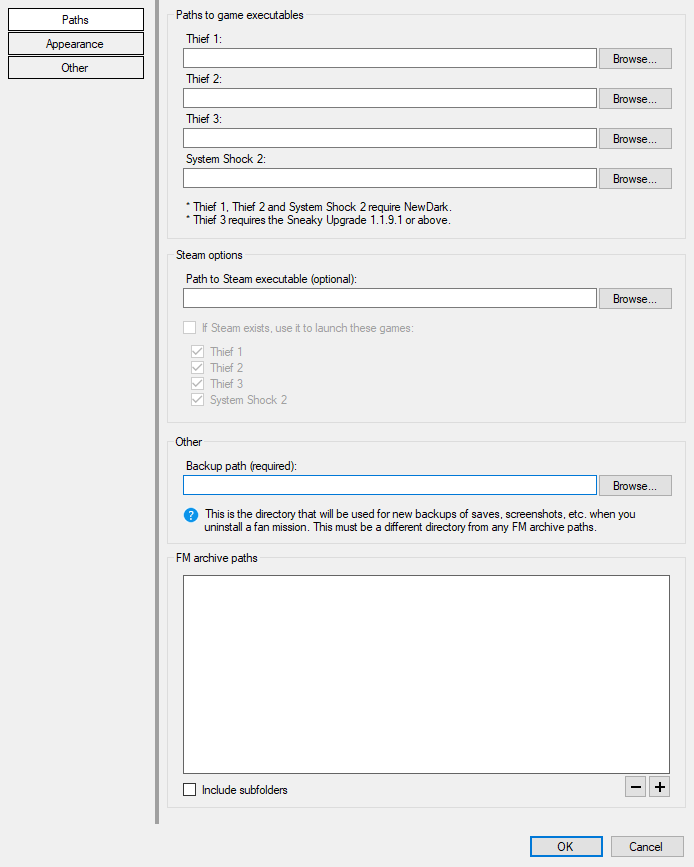 Paths
Appearance
Other
Paths to game executables
Thief 1:
Browse...
Thief 2:
Browse...
Thief 3:
Browse...
System Shock 2:
Browse...
* Thief 1, Thief 2 and System Shock 2 require NewDark.
* Thief 3 requires the Sneaky Upgrade 1.1.9.1 or above.
Steam options
Path to Steam executable (optional):
Browse...
If Steam exists, use it to launch these games:
Thief 1
Thief 2
Thief 3
System Shock 2
Other
Backup path (required):
Browse...
This is the directory that will be used for new backups of saves, screenshots, etc. when you
uninstall a fan mission. This must be a different directory from any FM archive paths.
FM archive paths
Include subfolders
OK
Cancel